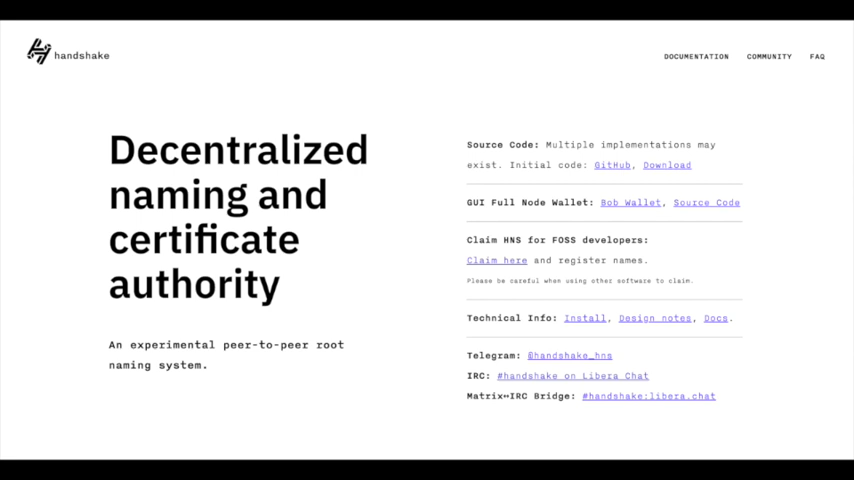 handshake
DOCUMENTATION COMMUNITY FAQ
Decentralized
naming and
certificate
authority
An experimental peer-to-peer root
naming system.
Source Code: Multiple implementations may
exist. Initial code: GitHub, Download
GUI Full Node Wallet: Bob Wallet, Source Code
Claim HNS for FOSS developers:
Claim here and register names.
Please be careful when using other software to claim.
Technical Info: Install, Design notes, Docs.
Telegram: @handshake_hns
IRC: #handshake on Libera Chat
Matrix↔IRC Bridge: #handshake:libera.chat